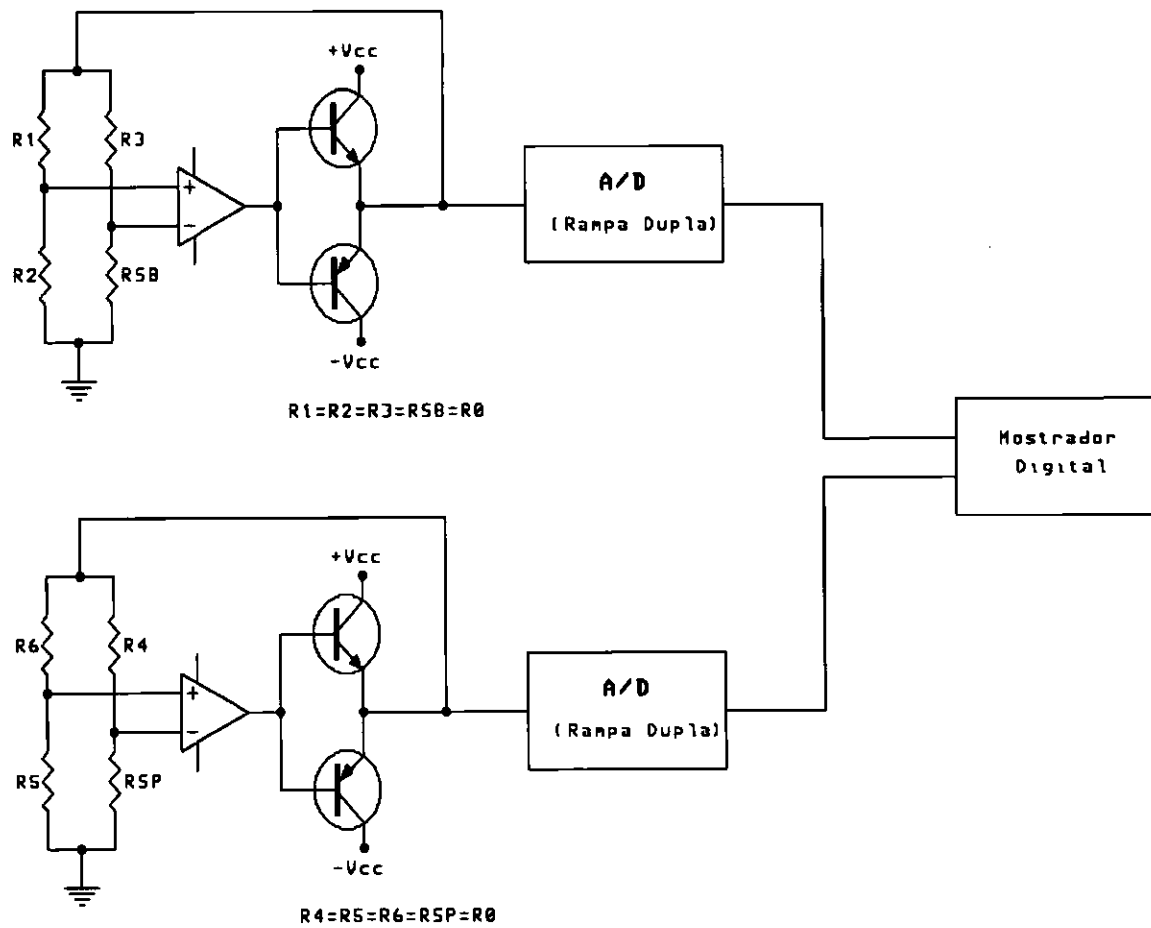 +Vcc
R1
R3
+
-
R2
RSB
-Vcc
A/D
(Rampa Dupla)
R1=R2=R3=RSB=R0
Mostrador
Digital
+Vcc
R6
R4
+
-
R5
RSP
-Vcc
A/D
(Rampa Dupla)
R4=R5=R6=RSP=R0